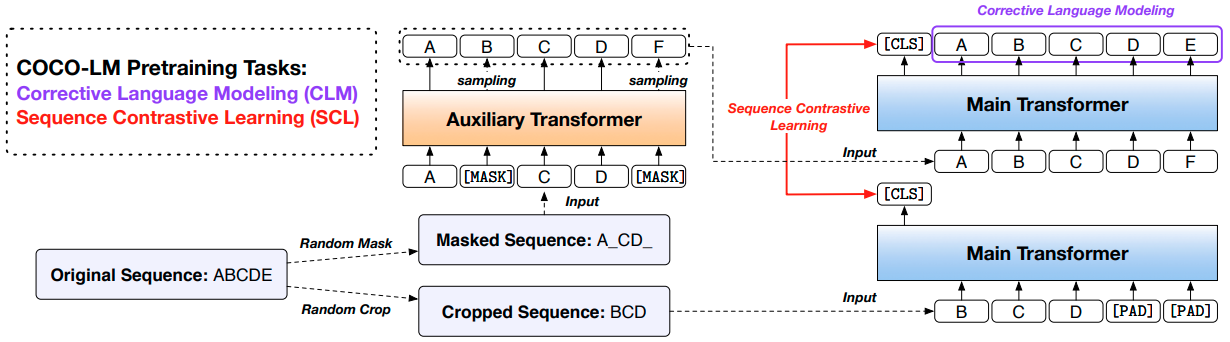 COCO-LM Pretraining Tasks:
Corrective Language Modeling (CLM)
Sequence Contrastive Learning (SCL)
Original Sequence: ABCDE
Random Mask
Random Crop
Masked Sequence: A_CD_
Cropped Sequence: BCD
A B C D F
sampling sampling
Auxiliary Transformer
A [MASK] C D [MASK]
Input
Corrective Language Modeling
[CLS] A B C D E
Main Transformer
Sequence Contrastive
Learning
Input
A B C D F
[CLS]
Main Transformer
Input
B C D [PAD] [PAD]